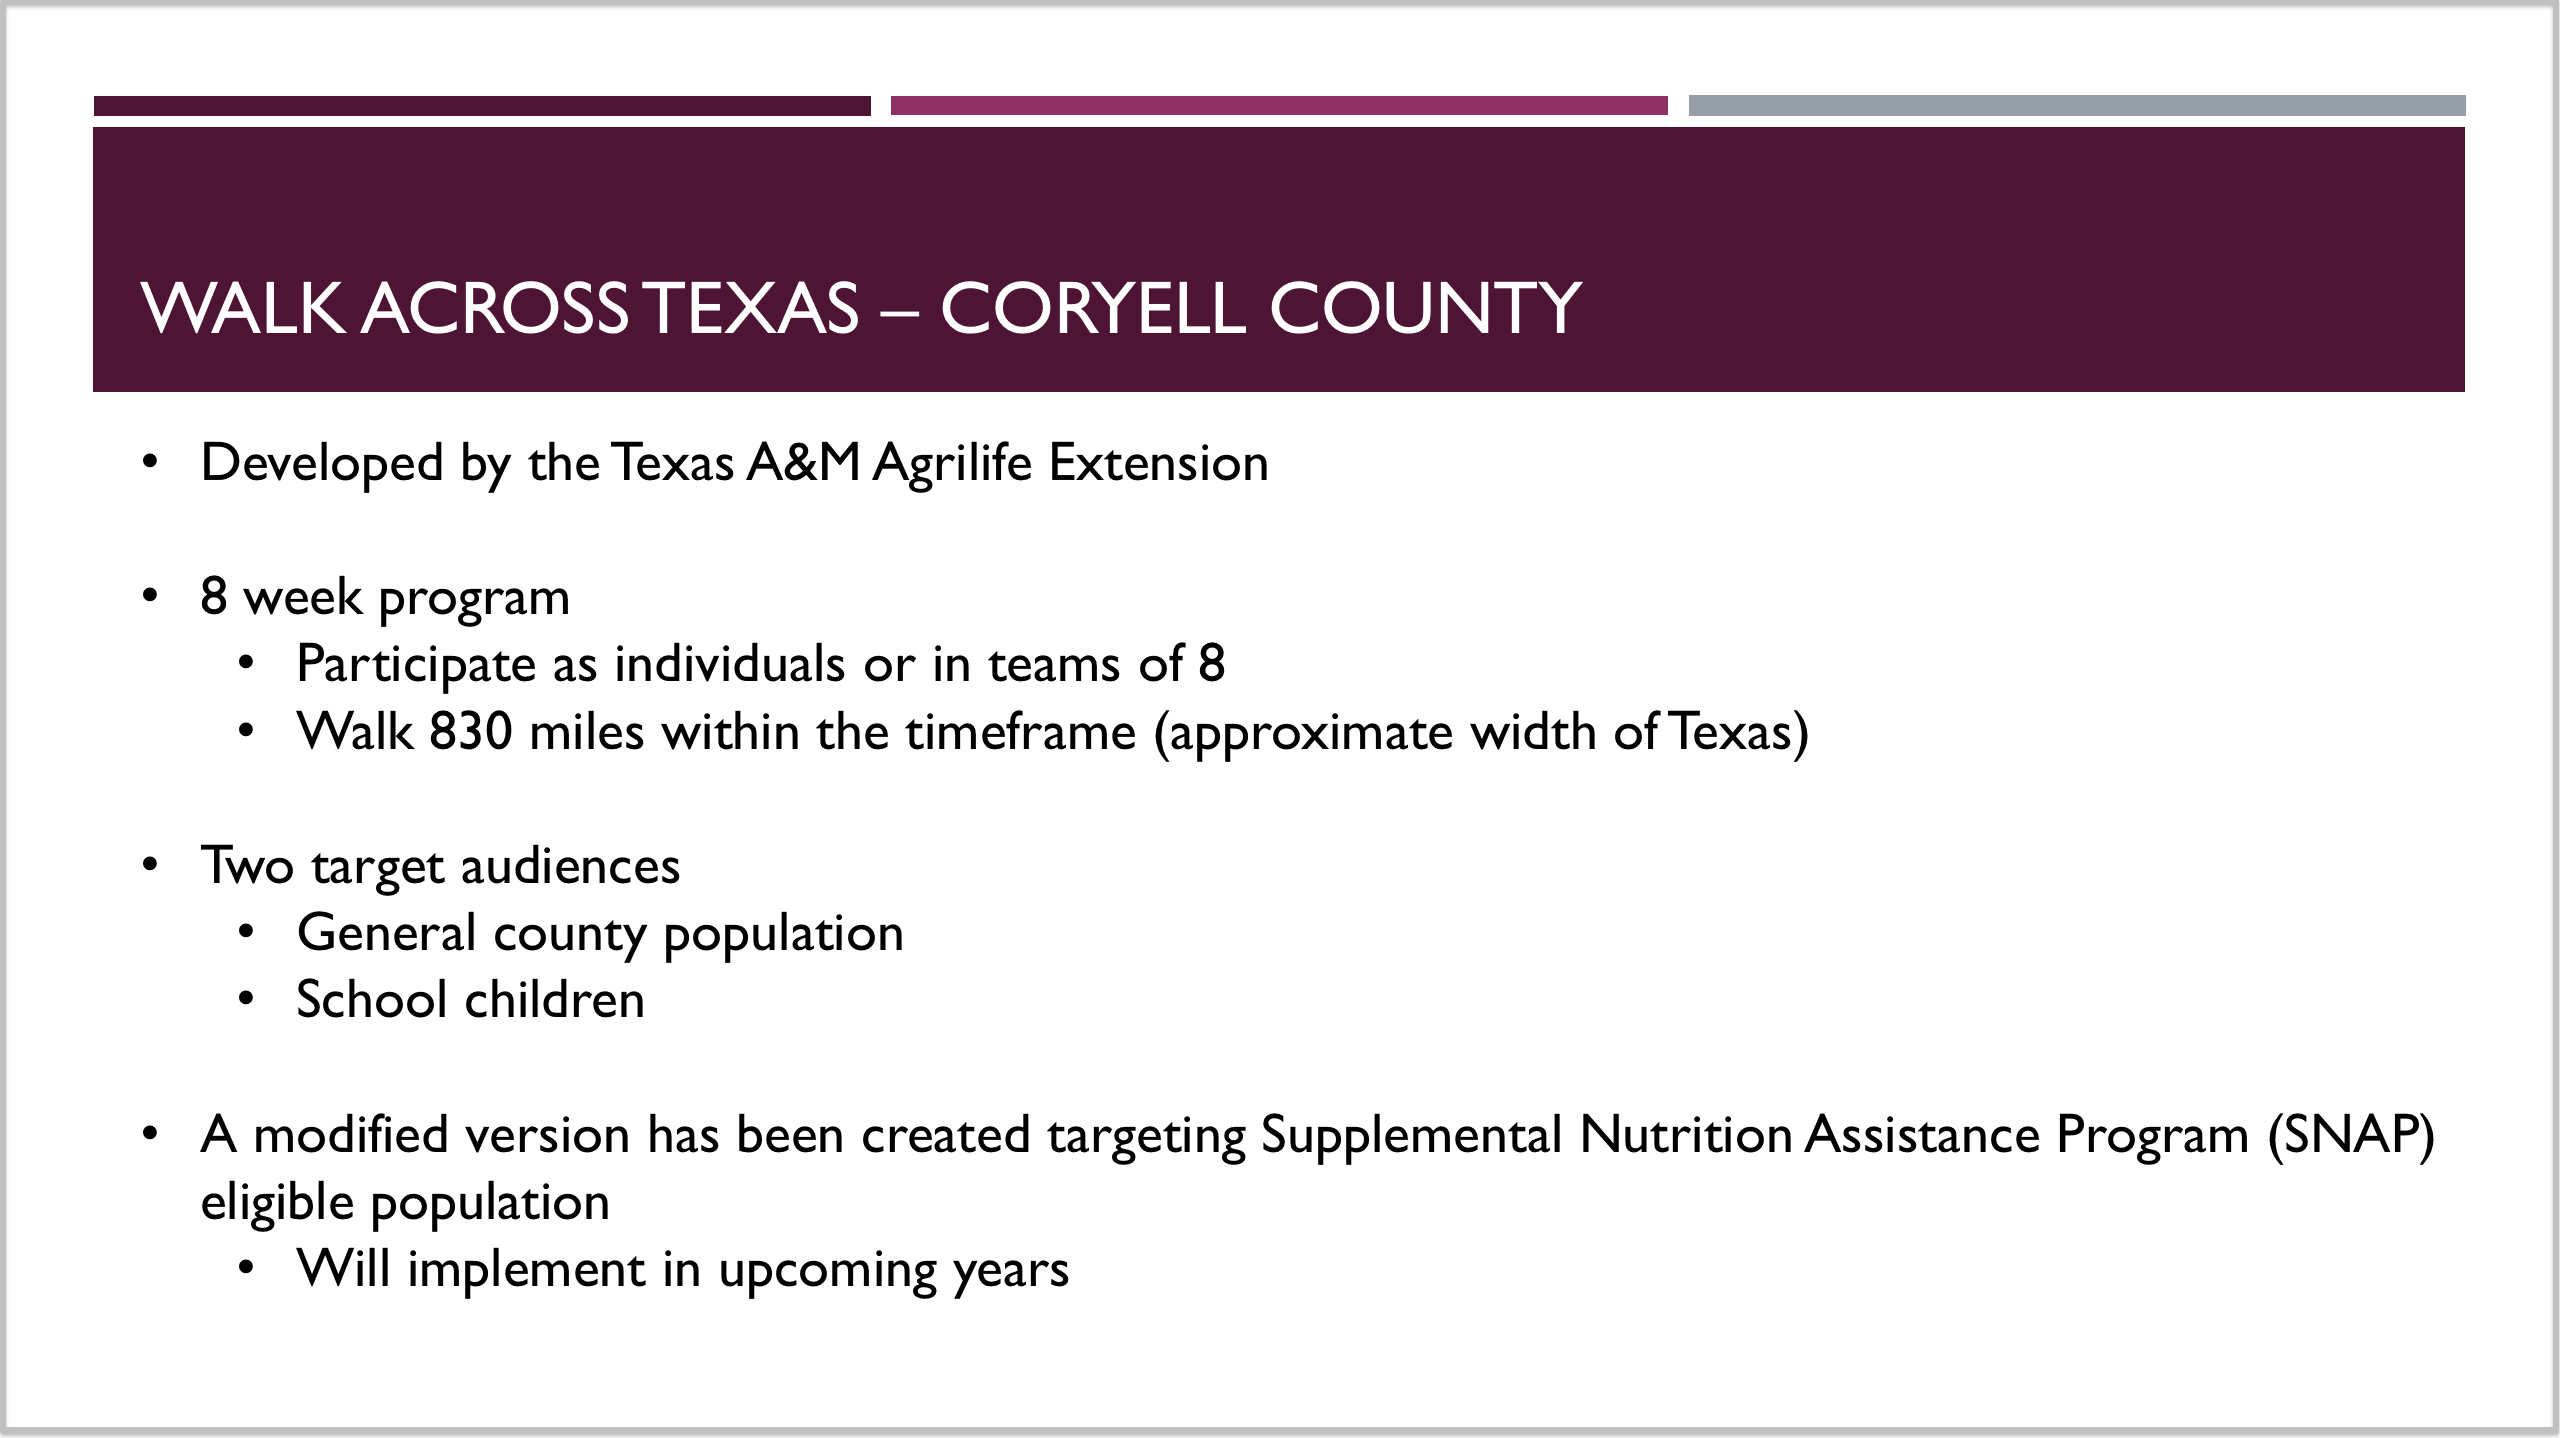 WALK ACROSS TEXAS – CORYELL COUNTY
• Developed by the Texas A&M Agrilife Extension
• 8 week program
• Participate as individuals or in teams of 8
• Walk 830 miles within the timeframe (approximate width of Texas)
• Two target audiences
• General county population
• School children
• A modified version has been created targeting Supplemental Nutrition Assistance Program (SNAP)
eligible population
• Will implement in upcoming years